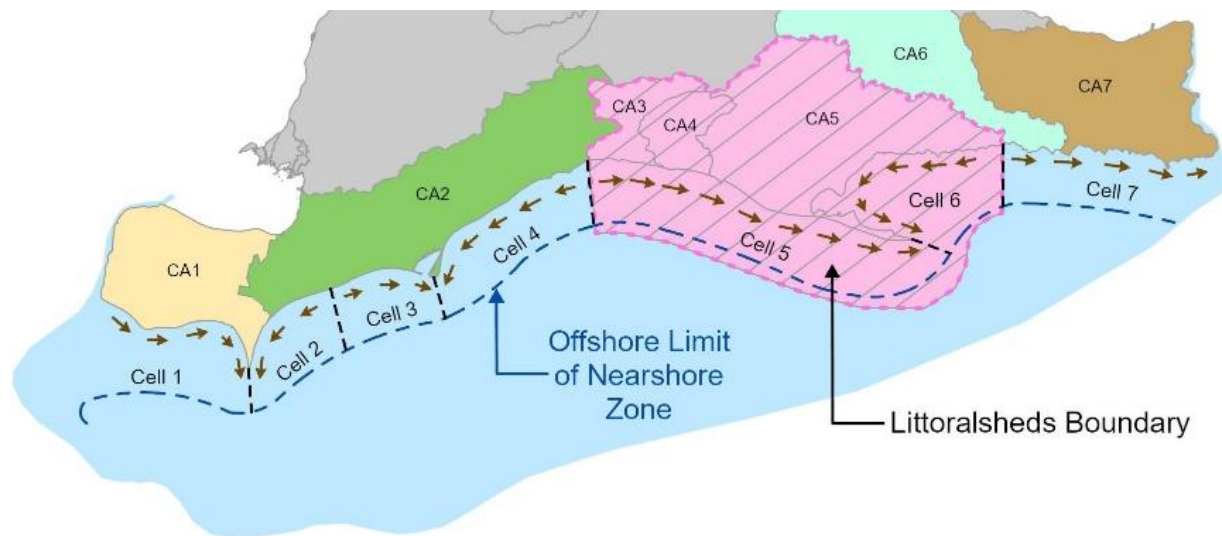 CA6
CA7
CA3
CA4
CA5
CA2
CA1
Cell 7
Cell 6
Cell 5
Cell 4
Cell 3
Cell 2
Cell 1
Offshore Limit
of Nearshore
Zone
Littoralsheds Boundary